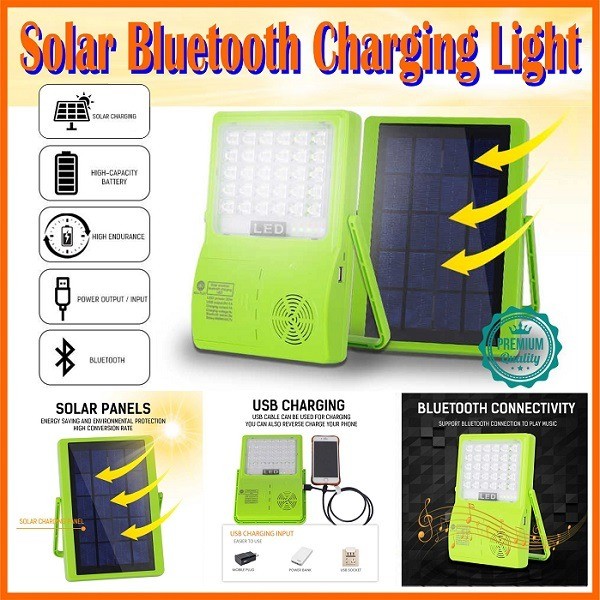 Solar Bluetooth Charging Light
SOLAR CHARGING
HIGH-CAPACITY
BATTERY
HIGH ENDURANCE
POWER OUTPUT / INPUT
BLUETOOTH
LED
PREMIUM
Quality
SOLAR PANELS
ENERGY SAVING AND ENVIRONMENTAL PROTECTION
HIGH CONVERSION RATE
SOLAR CHARGING PANEL
USB CHARGING
USB CABLE CAN BE USED FOR CHARGING
YOU CAN ALSO REVERSE CHARGE YOUR PHONE
USB CHARGING INPUT
EASIER TO USE
MOBILE PLUG
POWER BANK
USB SOCKET
BLUETOOTH CONNECTIVITY
SUPPORT BLUETOOTH CONNECTION TO PLAY MUSIC
LED